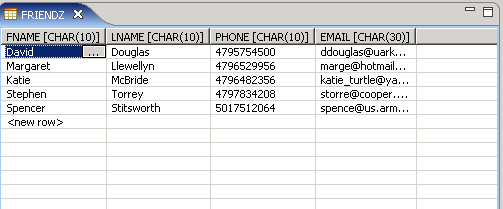 FRIENDZ
FNAME [CHAR(10)] LNAME [CHAR(10)] PHONE [CHAR(10)] EMAIL [CHAR(30)]
David ... Douglas 4795754500 ddouglas@uark...
Margaret Llewellyn 4796529956 marge@hotmail...
Katie McBride 4796482356 katie_turtle@ya...
Stephen Torrey 4797834208 storre@cooper....
Spencer Stitsworth 5017512064 spence@us.arm...
<new row>